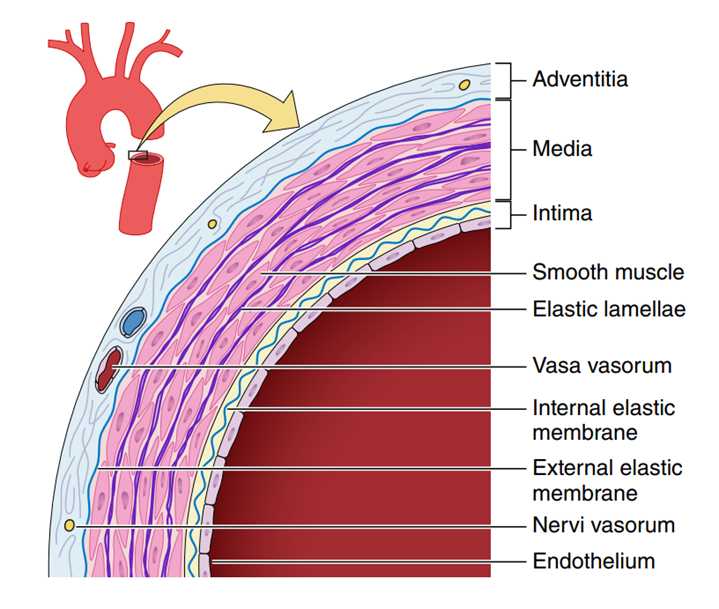 Adventitia
Media
Intima
Smooth muscle
Elastic lamellae
Vasa vasorum
Internal elastic
membrane
External elastic
membrane
Nervi vasorum
Endothelium